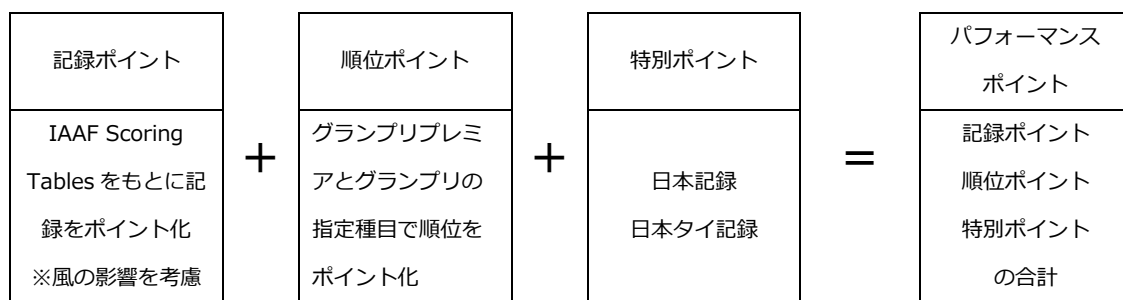 記録ポイント
IAAF Scoring
Tables をもとに記
録をポイント化
※風の影響を考慮
＋
順位ポイント
グランプリプレミ
アとグランプリの
指定種目で順位を
ポイント化
＋
特別ポイント
日本記録
日本タイ記録
＝
パフォーマンス
ポイント
記録ポイント
順位ポイント
特別ポイント
の合計